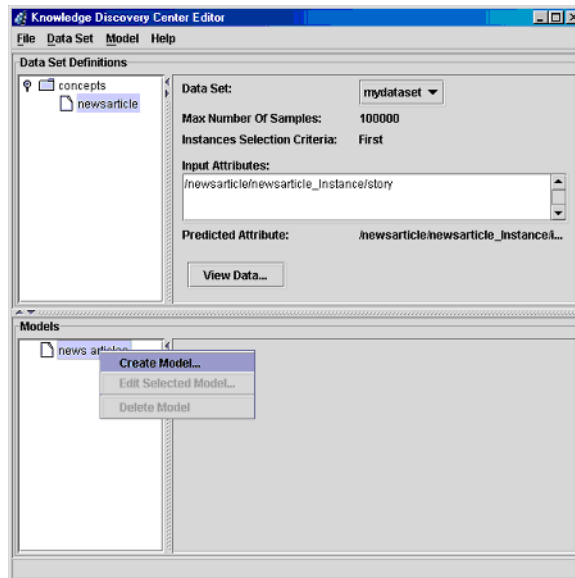 Knowledge Discovery Center Editor
File Data Set Model Help
Data Set Definitions
concepts
newsarticle
Data Set: mydataset
Max Number Of Samples: 100000
Instances Selection Criteria: First
Input Attributes:
/newsarticle/newsarticle_Instance/story
Predicted Attribute: /newsarticle/newsarticle_Instance/i...
View Data...
Models
news articles
Create Model...
Edit Selected Model...
Delete Model